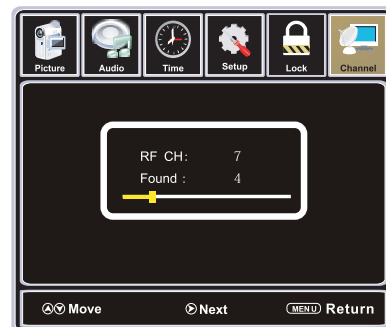 Picture Audio Time Setup Lock Channel
RF CH: 7
Found : 4
Move Next MENU Return